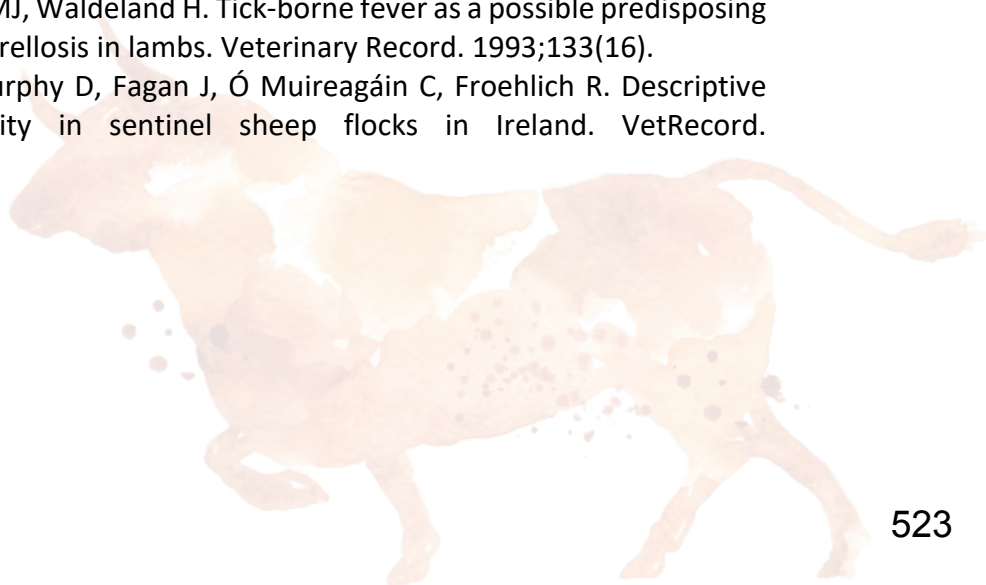 MJ, Waldeland H. Tick-borne fever as a possible predisposing
rellosis in lambs. Veterinary Record. 1993;133(16).
urphy D, Fagan J, Ó Muireagáin C, Froehlich R. Descriptive
ity in sentinel sheep flocks in Ireland. VetRecord.
523